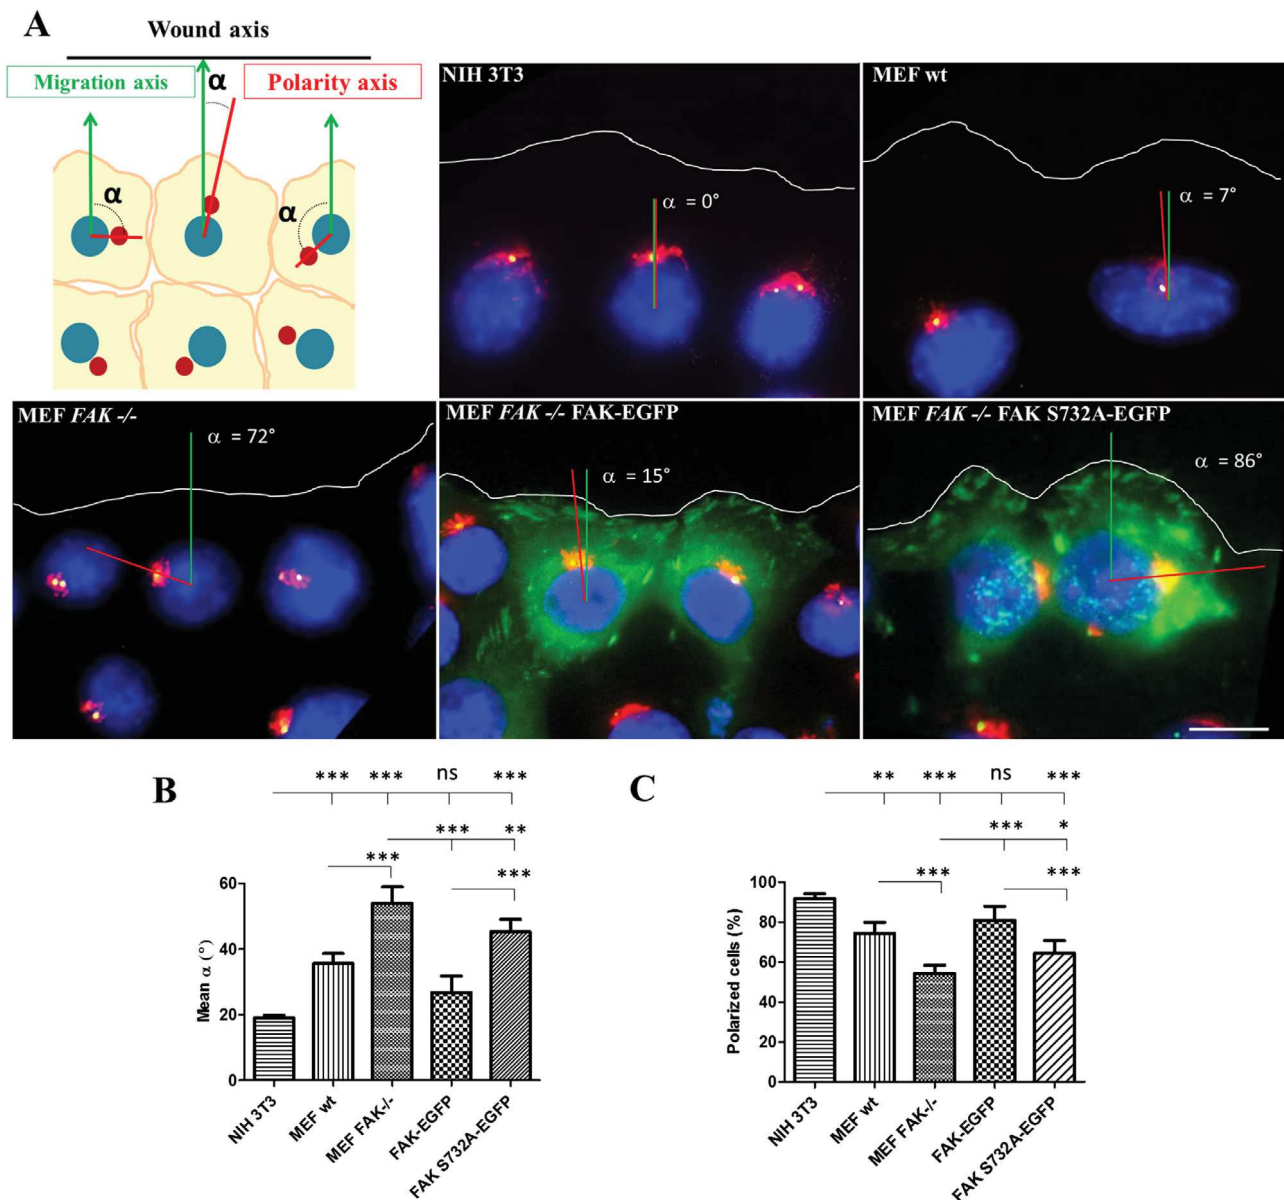 A
Wound axis
Migration axis
α
Polarity axis
α
α
NIH 3T3
α = 0°
MEF wt
α = 7°
MEF FAK -/-
α = 72°
MEF FAK -/- FAK-EGFP
α = 15°
MEF FAK -/- FAK S732A-EGFP
α = 86°
B
*** *** ns ***
*** **
***
***
Mean α (°)
60
40
20
0
NIH 3T3
MEF wt
MEF FAK-/-
FAK-EGFP
FAK S732A-EGFP
C
** *** ns ***
*** *
*** ***
Polarized cells (%)
100
80
60
40
20
0
NIH 3T3
MEF wt
MEF FAK-/-
FAK-EGFP
FAK S732A-EGFP